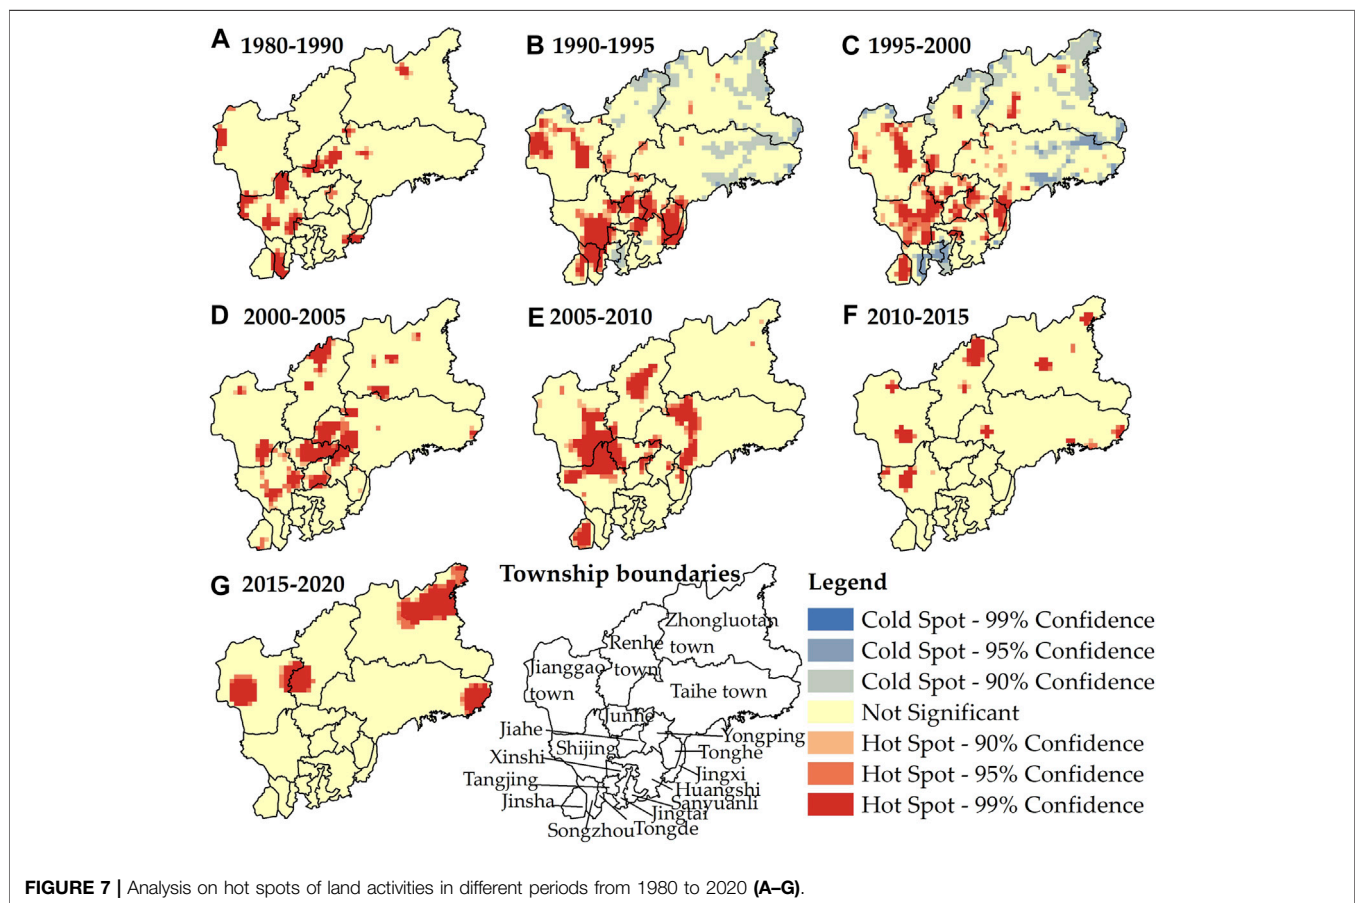 A 1980-1990
B 1990-1995
C 1995-2000
D 2000-2005
E 2005-2010
F 2010-2015
G 2015-2020
Township boundaries
Zhongluotan
town
Renhe
town
Jianggao
town
Taihe town
Junhe
Jiahe
Yongping
Shijing
Tonghe
Xinshi
Jingxi
Tangjing
Huangshi
Jinsha
Sanyuanli
Jingtai
Songzhou
Tongde
Legend
Cold Spot - 99% Confidence
Cold Spot - 95% Confidence
Cold Spot - 90% Confidence
Not Significant
Hot Spot - 90% Confidence
Hot Spot - 95% Confidence
Hot Spot - 99% Confidence
FIGURE 7 | Analysis on hot spots of land activities in different periods from 1980 to 2020 (A–G).